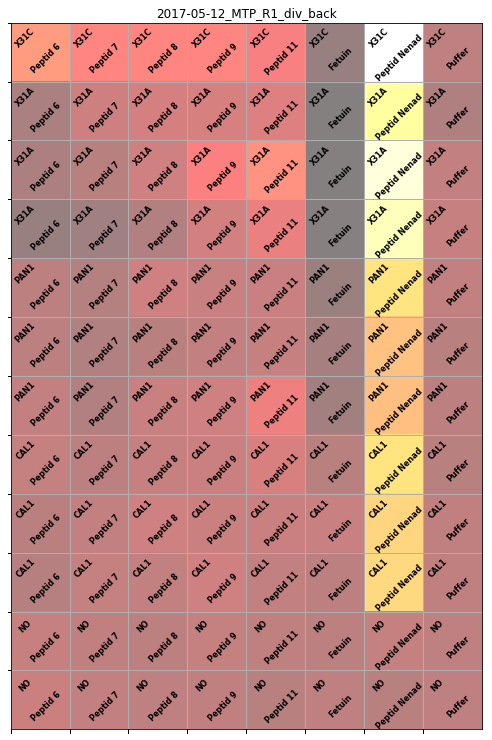 2017-05-12_MTP_R1_div_back
X31C Peptid 6 X31C Peptid 7 X31C Peptid 8 X31C Peptid 9 X31C Peptid 11 X31C Fetuin X31C Peptid Nenad X31C Puffer
X31A Peptid 6 X31A Peptid 7 X31A Peptid 8 X31A Peptid 9 X31A Peptid 11 X31A Fetuin X31A Peptid Nenad X31A Puffer
X31A Peptid 6 X31A Peptid 7 X31A Peptid 8 X31A Peptid 9 X31A Peptid 11 X31A Fetuin X31A Peptid Nenad X31A Puffer
X31A Peptid 6 X31A Peptid 7 X31A Peptid 8 X31A Peptid 9 X31A Peptid 11 X31A Fetuin X31A Peptid Nenad X31A Puffer
PAN1 Peptid 6 PAN1 Peptid 7 PAN1 Peptid 8 PAN1 Peptid 9 PAN1 Peptid 11 PAN1 Fetuin PAN1 Peptid Nenad PAN1 Puffer
PAN1 Peptid 6 PAN1 Peptid 7 PAN1 Peptid 8 PAN1 Peptid 9 PAN1 Peptid 11 PAN1 Fetuin PAN1 Peptid Nenad PAN1 Puffer
PAN1 Peptid 6 PAN1 Peptid 7 PAN1 Peptid 8 PAN1 Peptid 9 PAN1 Peptid 11 PAN1 Fetuin PAN1 Peptid Nenad PAN1 Puffer
CAL1 Peptid 6 CAL1 Peptid 7 CAL1 Peptid 8 CAL1 Peptid 9 CAL1 Peptid 11 CAL1 Fetuin CAL1 Peptid Nenad CAL1 Puffer
CAL1 Peptid 6 CAL1 Peptid 7 CAL1 Peptid 8 CAL1 Peptid 9 CAL1 Peptid 11 CAL1 Fetuin CAL1 Peptid Nenad CAL1 Puffer
CAL1 Peptid 6 CAL1 Peptid 7 CAL1 Peptid 8 CAL1 Peptid 9 CAL1 Peptid 11 CAL1 Fetuin CAL1 Peptid Nenad CAL1 Puffer
NO Peptid 6 NO Peptid 7 NO Peptid 8 NO Peptid 9 NO Peptid 11 NO Fetuin NO Peptid Nenad NO Puffer
NO Peptid 6 NO Peptid 7 NO Peptid 8 NO Peptid 9 NO Peptid 11 NO Fetuin NO Peptid Nenad NO Puffer